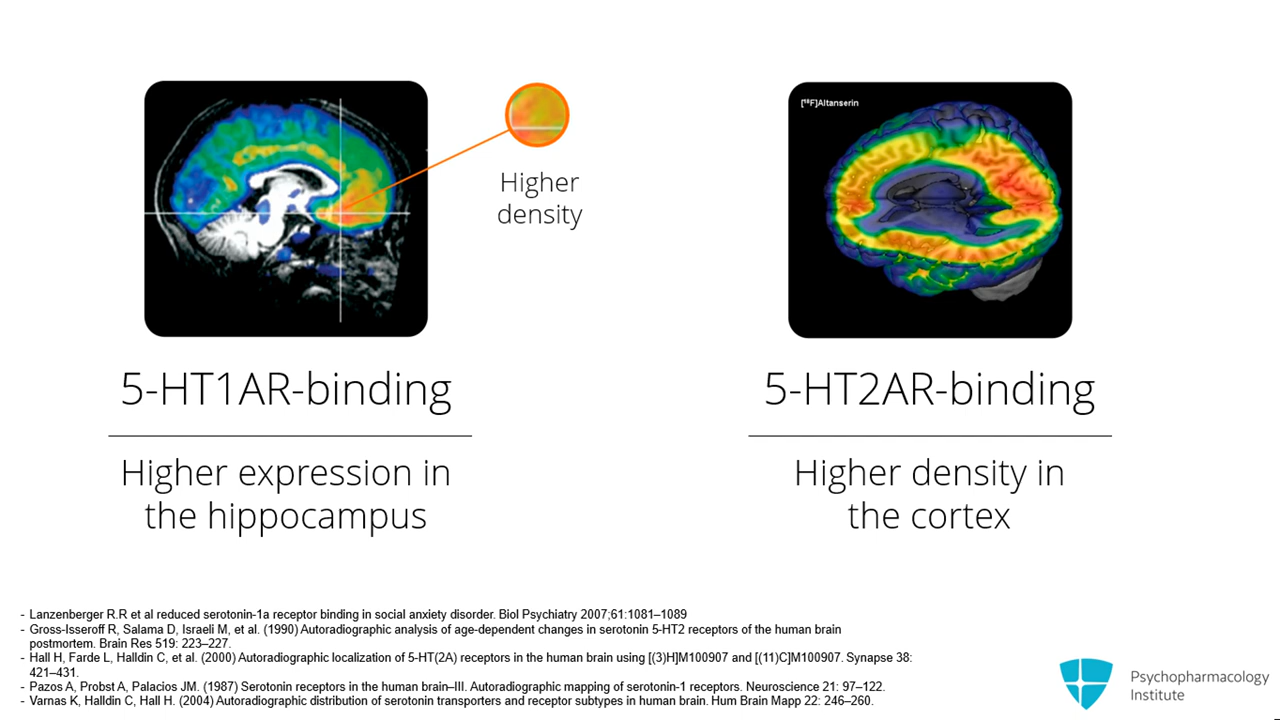 [¹⁸F]Altanserin
Higher
density
5-HT1AR-binding
Higher expression in
the hippocampus
5-HT2AR-binding
Higher density in
the cortex
- Lanzenberger R.R et al reduced serotonin-1a receptor binding in social anxiety disorder. Biol Psychiatry 2007;61:1081–1089
- Gross-Isseroff R, Salama D, Israeli M, et al. (1990) Autoradiographic analysis of age-dependent changes in serotonin 5-HT2 receptors of the human brain
postmortem. Brain Res 519: 223–227.
- Hall H, Farde L, Halldin C, et al. (2000) Autoradiographic localization of 5-HT(2A) receptors in the human brain using [(3)H]M100907 and [(11)C]M100907. Synapse 38:
421–431.
- Pazos A, Probst A, Palacios JM. (1987) Serotonin receptors in the human brain–III. Autoradiographic mapping of serotonin-1 receptors. Neuroscience 21: 97–122.
- Varnas K, Halldin C, Hall H. (2004) Autoradiographic distribution of serotonin transporters and receptor subtypes in human brain. Hum Brain Mapp 22: 246–260.
Psychopharmacology
Institute